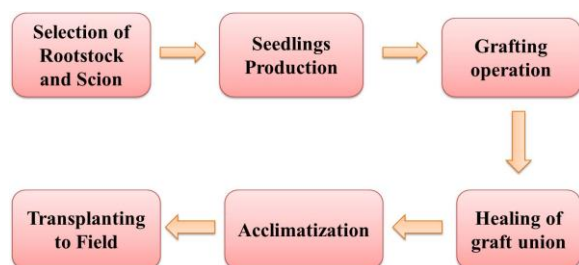 Selection of
Rootstock
and Scion
Seedlings
Production
Grafting
operation
Healing of
graft union
Acclimatization
Transplanting
to Field